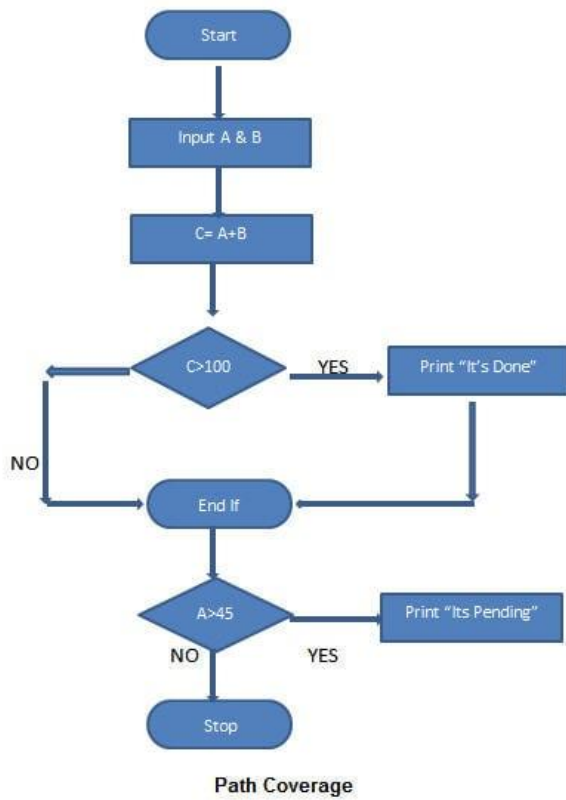 Start
Input A & B
C= A+B
C>100
YES
Print “It’s Done”
NO
End If
A>45
Print “Its Pending”
NO
YES
Stop
Path Coverage